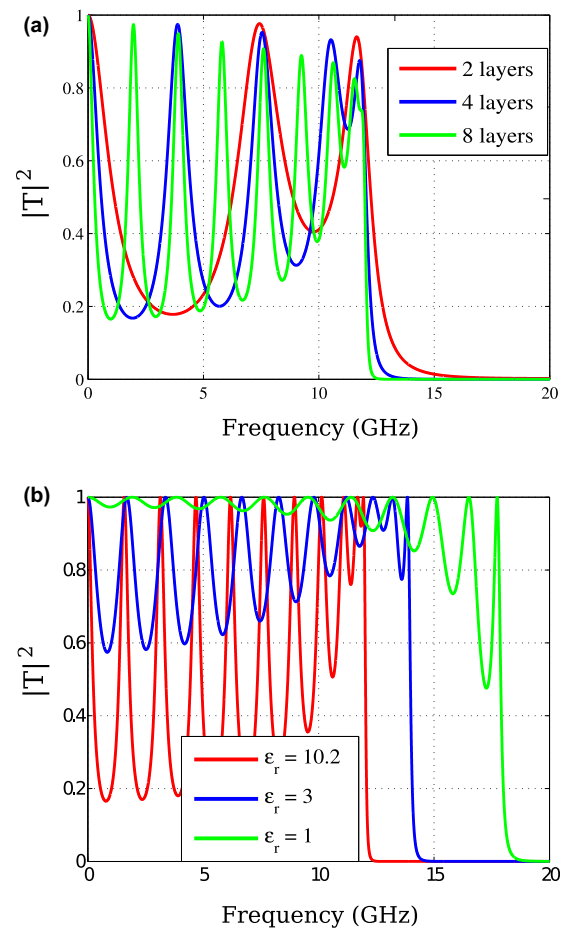 (a)
1
0.8
0.6
0.4
0.2
0
|T|²
2 layers
4 layers
8 layers
0 5 10 15 20
Frequency (GHz)
(b)
1
0.8
0.6
0.4
0.2
0
|T|²
εr = 10.2
εr = 3
εr = 1
0 5 10 15 20
Frequency (GHz)